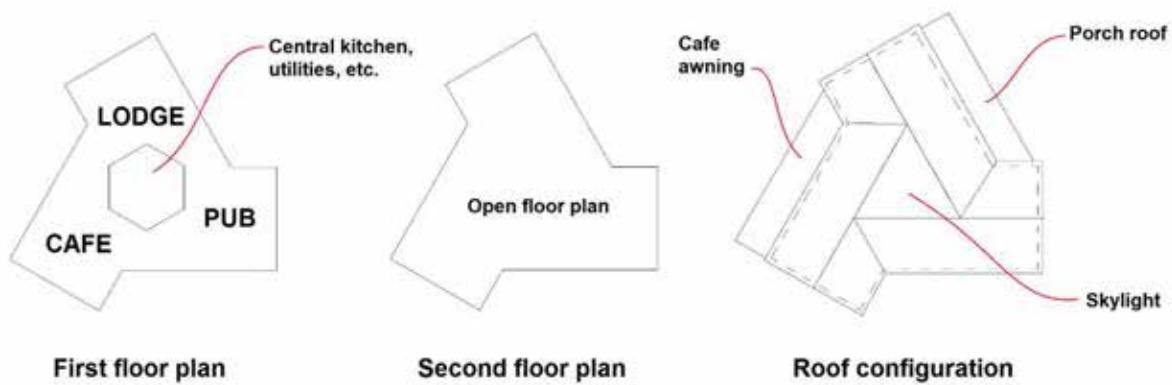 Central kitchen,
utilities, etc.
LODGE
PUB
CAFE
First floor plan
Open floor plan
Second floor plan
Cafe
awning
Porch roof
Skylight
Roof configuration